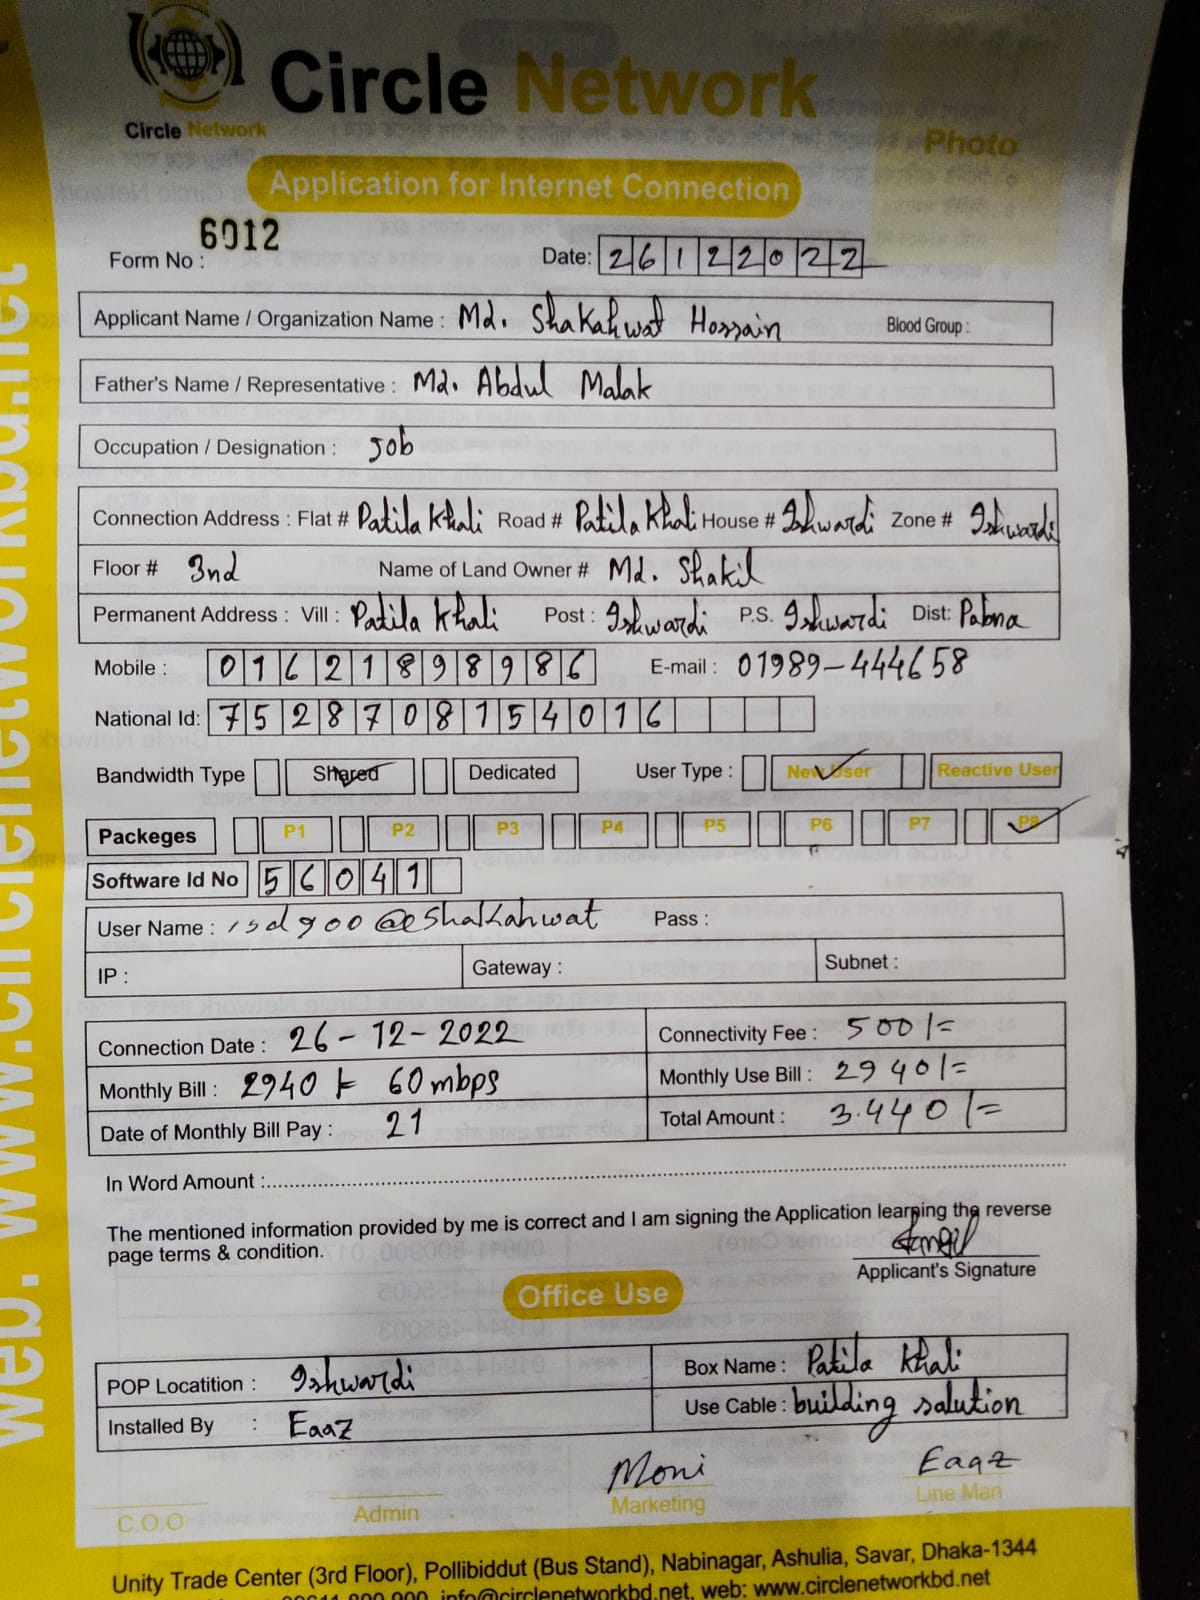 Circle Network
Circle Network
Photo
Application for Internet Connection
Form No : 6012
Date: 26122022
Applicant Name / Organization Name : Md. Shakahwat Hossain Blood Group :
Father's Name / Representative : Md. Abdul Malak
Occupation / Designation : Job
Connection Address : Flat # Patila Khali Road # Patila Khali House # Ishwardi Zone # Ishwardi
Floor # 3nd Name of Land Owner # Md. Shakil
Permanent Address : Vill : Patila Khali Post : Ishwardi P.S. Ishwardi Dist: Pabna
Mobile : 01621898986 E-mail : 01989-444658
National Id: 7528708154016
Bandwidth Type Shared Dedicated User Type : New User Reactive User
Packeges P1 P2 P3 P4 P5 P6 P7 P8
Software Id No 56041
User Name : isd900@Shakhahwat Pass :
IP : Gateway : Subnet :
Connection Date : 26-12-2022 Connectivity Fee : 500/=
Monthly Bill : 2940 60 mbps Monthly Use Bill : 2940/=
Date of Monthly Bill Pay : 21 Total Amount : 3.440/=
In Word Amount :
The mentioned information provided by me is correct and I am signing the Application learning the reverse
page terms & condition.
Applicant's Signature
Office Use
POP Locatition : Ishwardi Box Name : Patila Khali
Installed By : Eaaz Use Cable : building salution
Moni Eaaz
C.O.O Admin Marketing Line Man
Unity Trade Center (3rd Floor), Pollibiddut (Bus Stand), Nabinagar, Ashulia, Savar, Dhaka-1344
info@circlenetworkbd.net, web: www.circlenetworkbd.net
web. www.circlenetworkbd.net